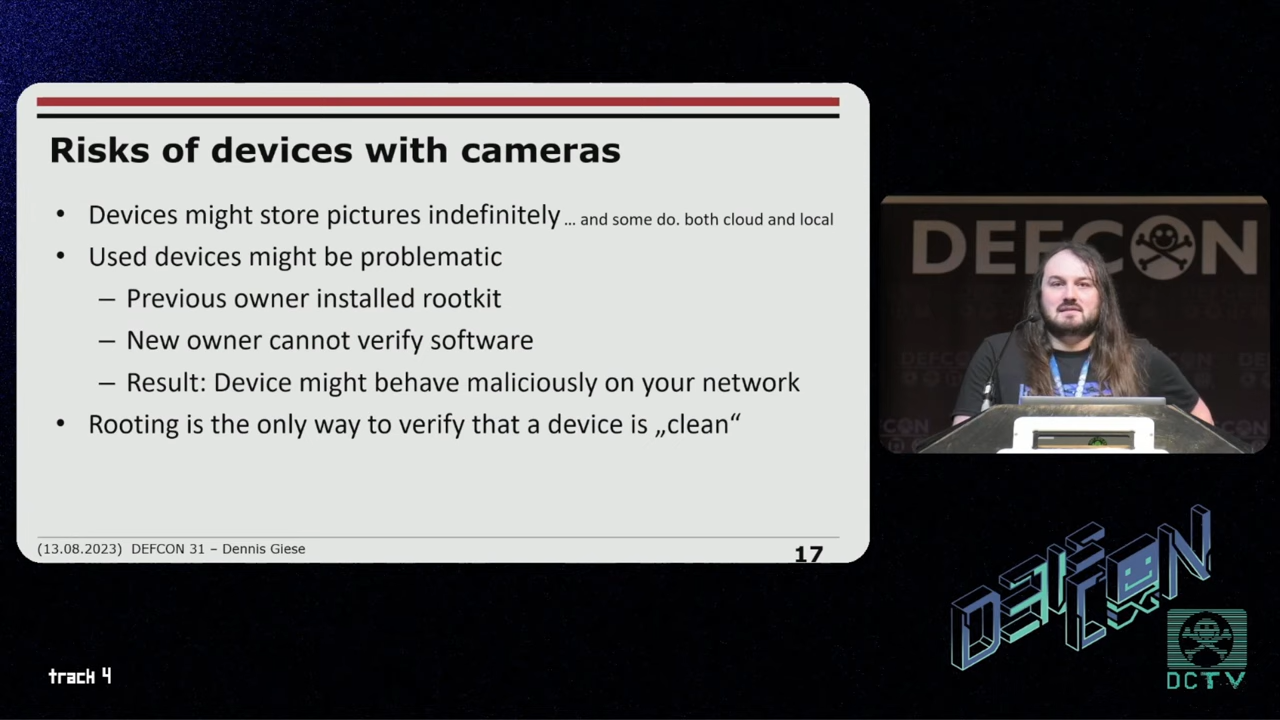 Risks of devices with cameras
• Devices might store pictures indefinitely ... and some do. both cloud and local
• Used devices might be problematic
– Previous owner installed rootkit
– New owner cannot verify software
– Result: Device might behave maliciously on your network
• Rooting is the only way to verify that a device is „clean“
(13.08.2023) DEFCON 31 – Dennis Giese
17
DEFCON
DEFCON
track 4
DCTV